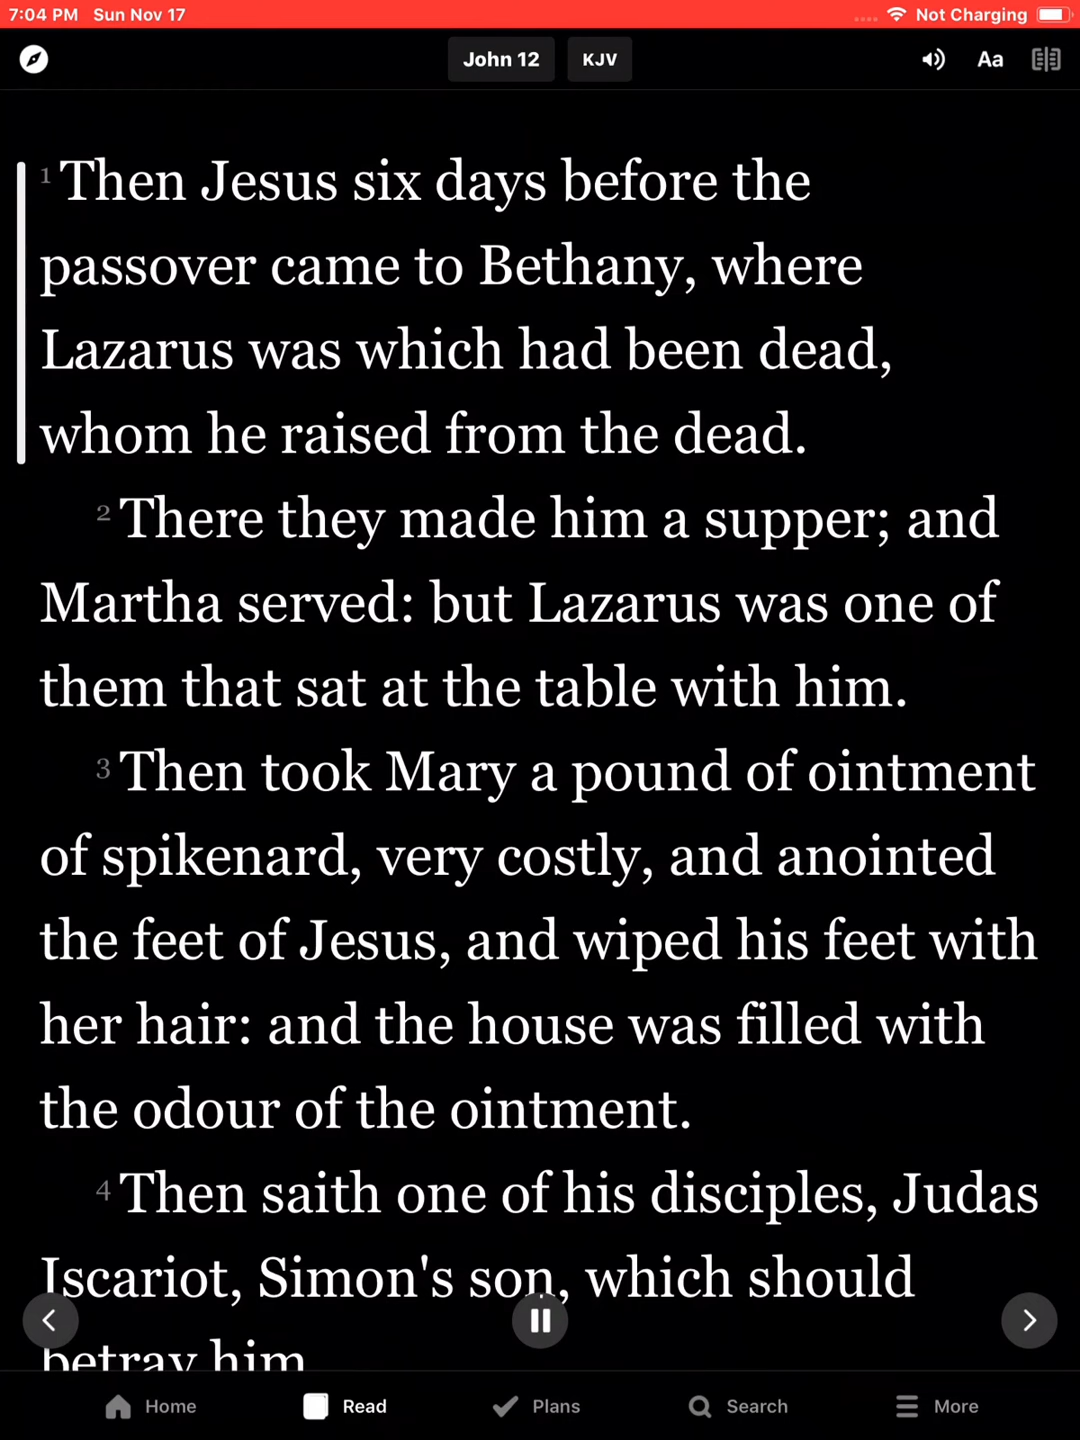 7:04 PM Sun Nov 17 Not Charging
John 12 KJV Aa
1 Then Jesus six days before the
passover came to Bethany, where
Lazarus was which had been dead,
whom he raised from the dead.
2 There they made him a supper; and
Martha served: but Lazarus was one of
them that sat at the table with him.
3 Then took Mary a pound of ointment
of spikenard, very costly, and anointed
the feet of Jesus, and wiped his feet with
her hair: and the house was filled with
the odour of the ointment.
4 Then saith one of his disciples, Judas
Iscariot, Simon's son, which should
betray him
Home Read Plans Search More